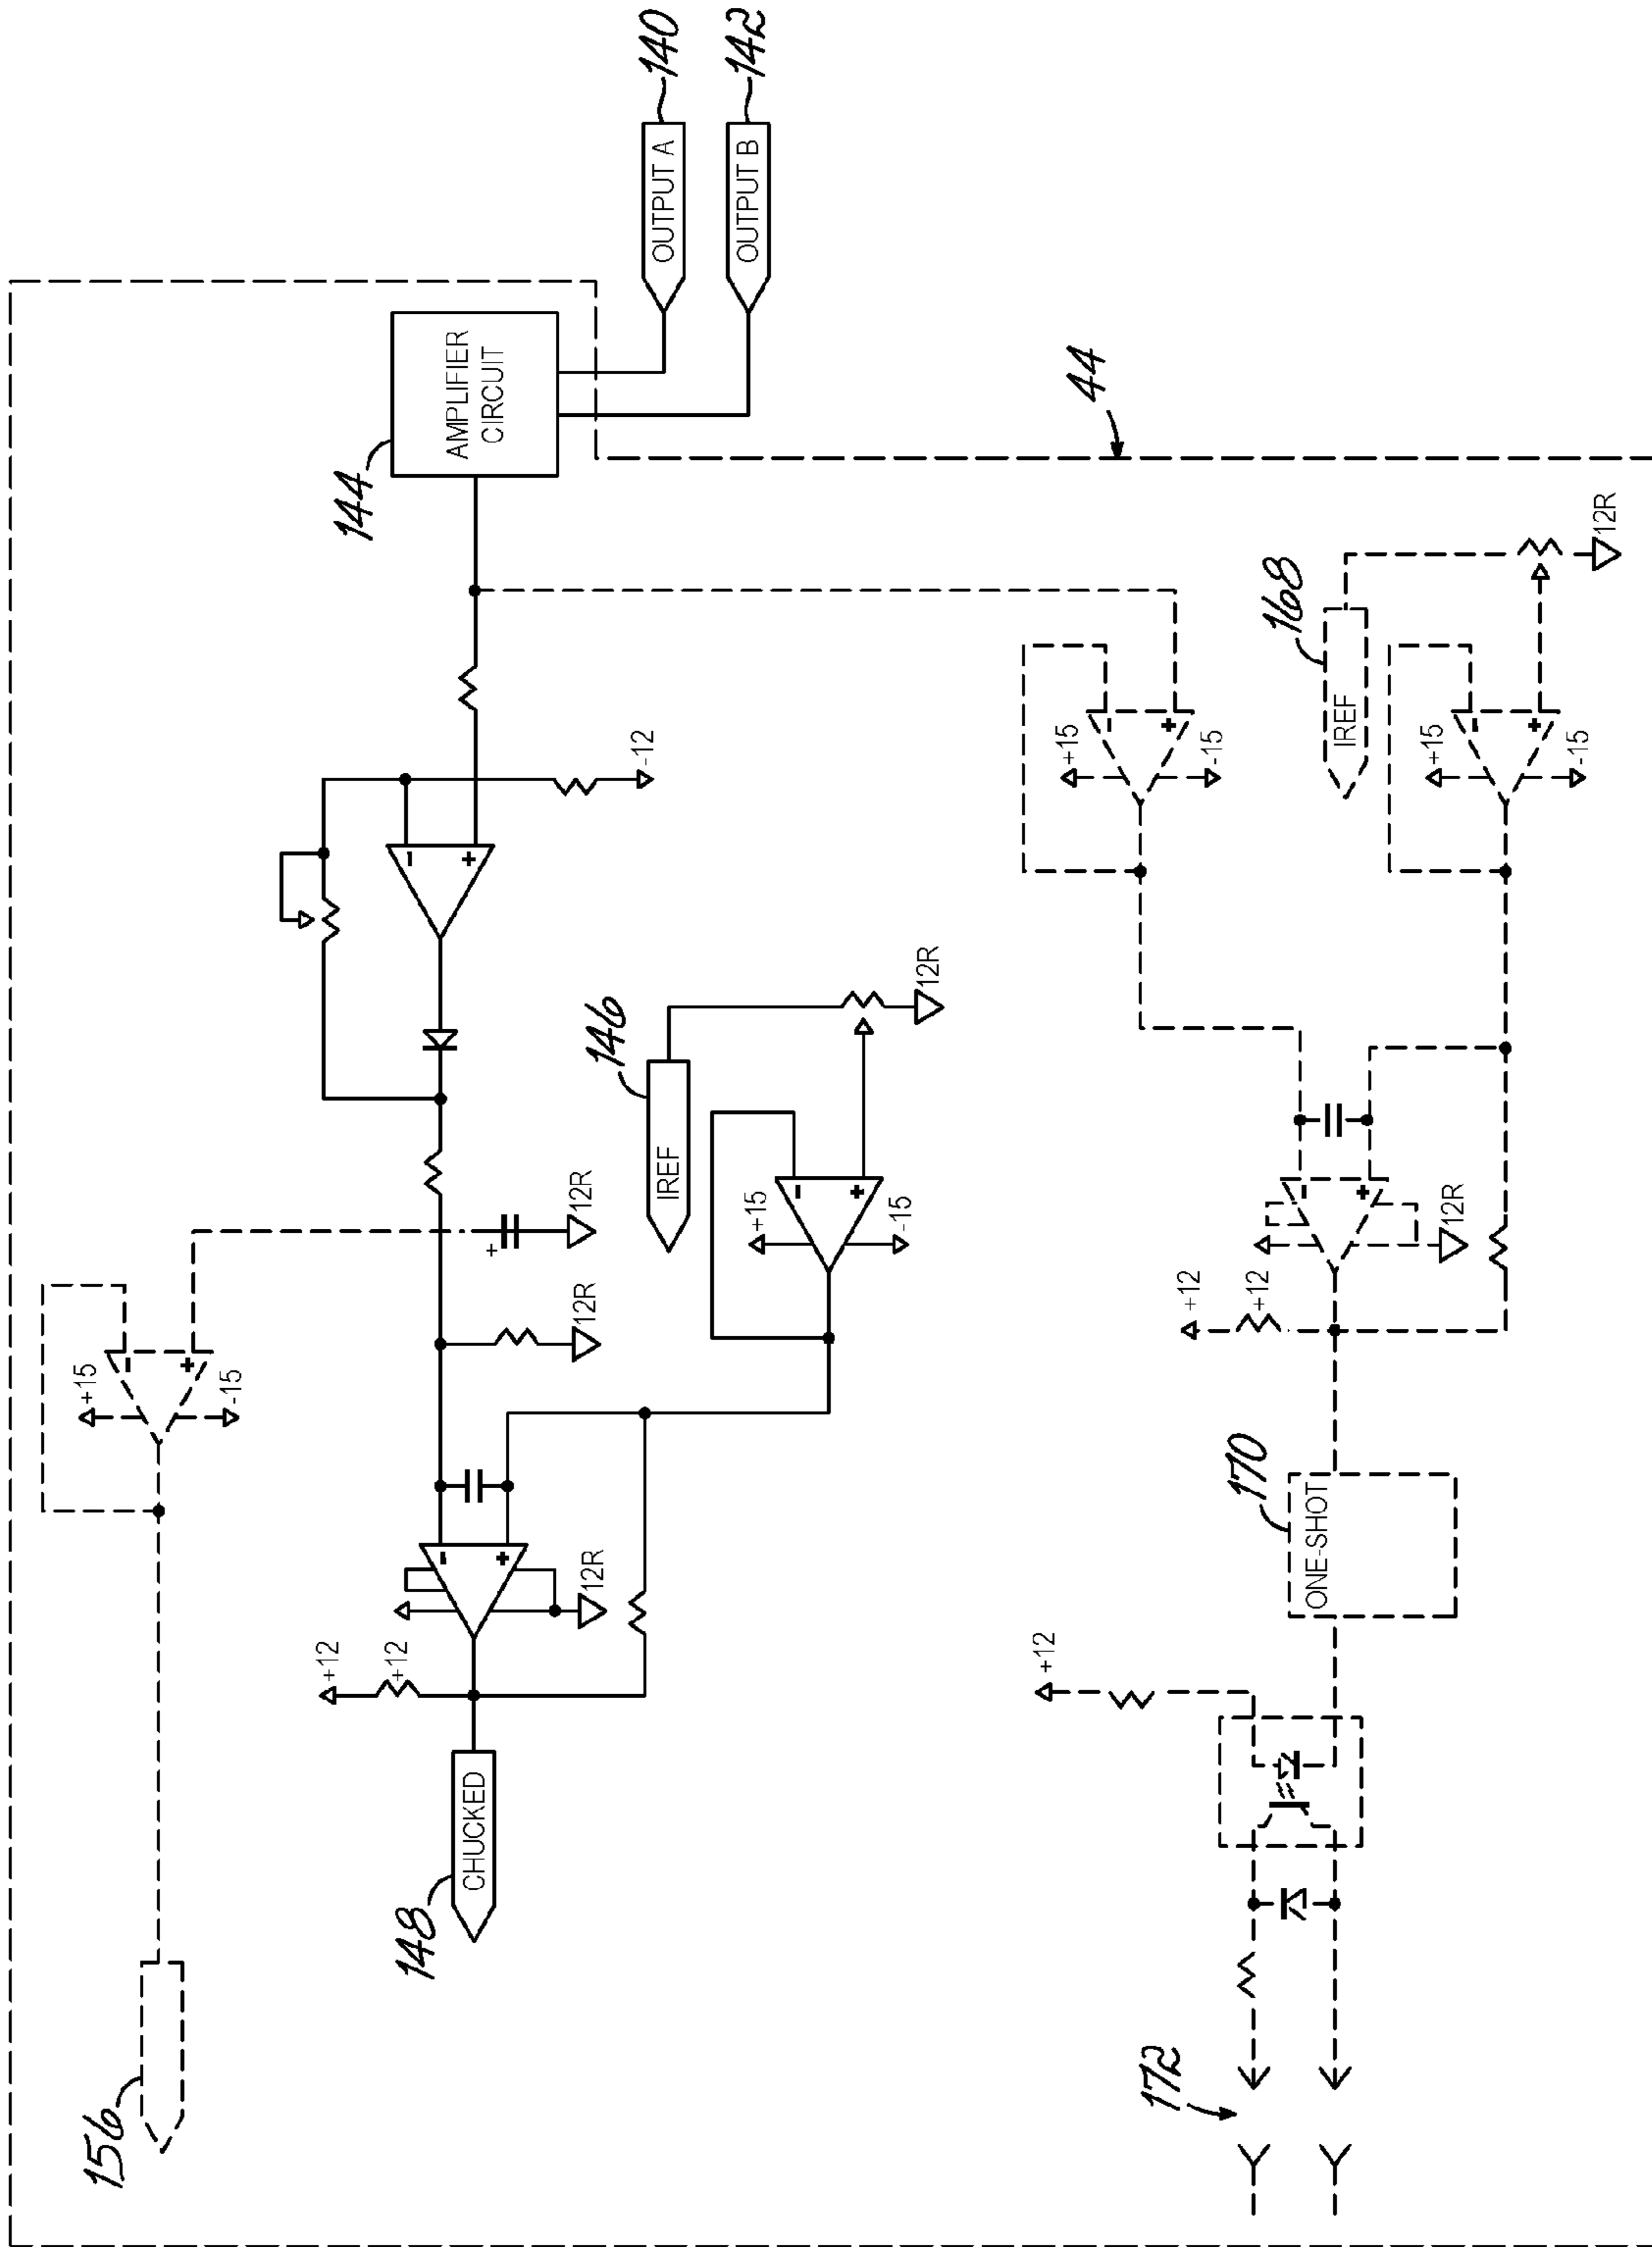 140
142
OUTPUT A
OUTPUT B
AMPLIFIER
CIRCUIT
144
44
12R
168
IREF
+15
-15
-
+
+15
-15
-
+
-12
-
+
12R
146
IREF
+15
-15
-
+
12R
+
12R
+15
-15
-
+
-
+
12R
+12
+12
CHUCKED
148
156
-
+
12R
+12
+12
170
ONE-SHOT
+12
172